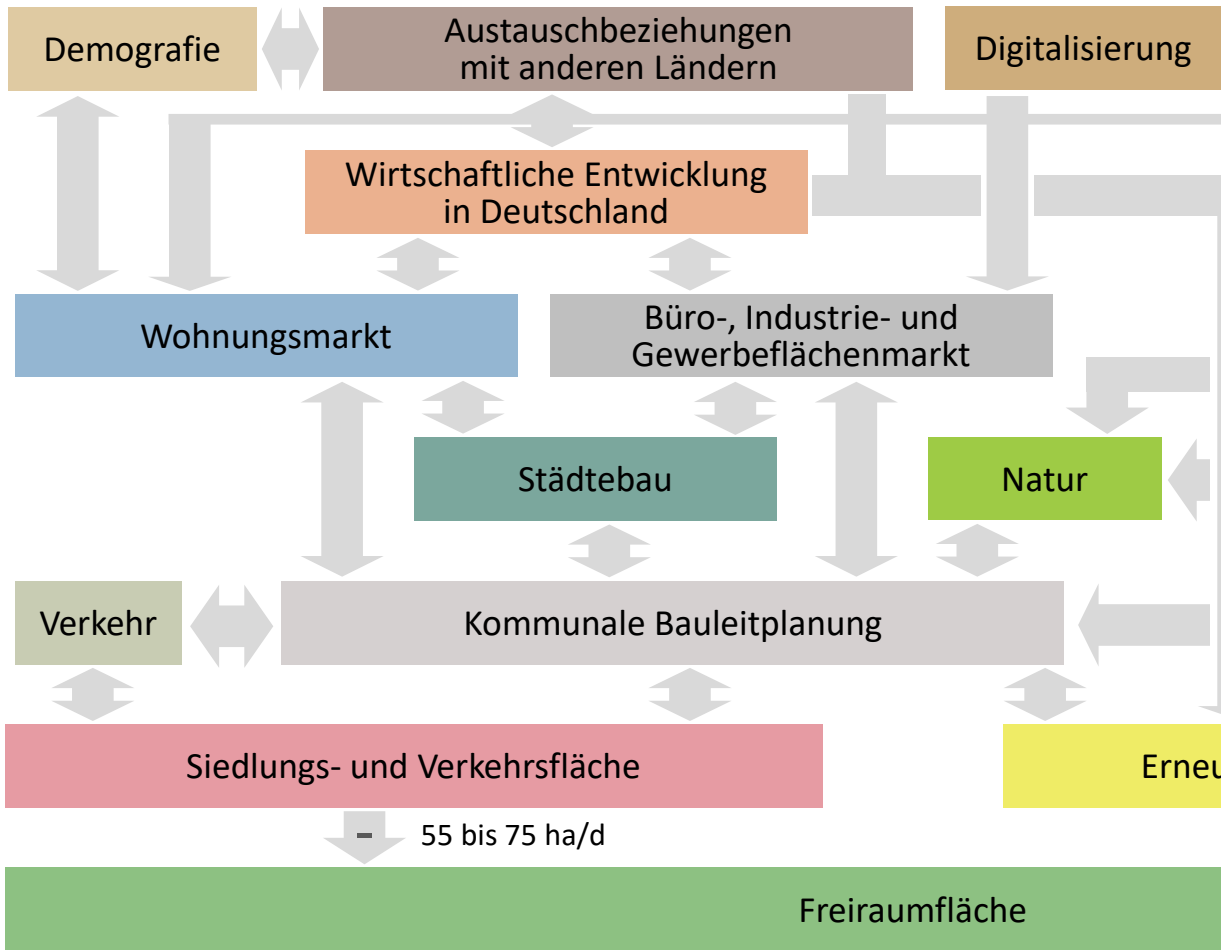 Demografie
Austauschbeziehungen
mit anderen Ländern
Digitalisierung
Wirtschaftliche Entwicklung
in Deutschland
Wohnungsmarkt
Büro-, Industrie- und
Gewerbeflächenmarkt
Städtebau
Natur
Verkehr
Kommunale Bauleitplanung
Siedlungs- und Verkehrsfläche
Erneu
- 55 bis 75 ha/d
Freiraumfläche